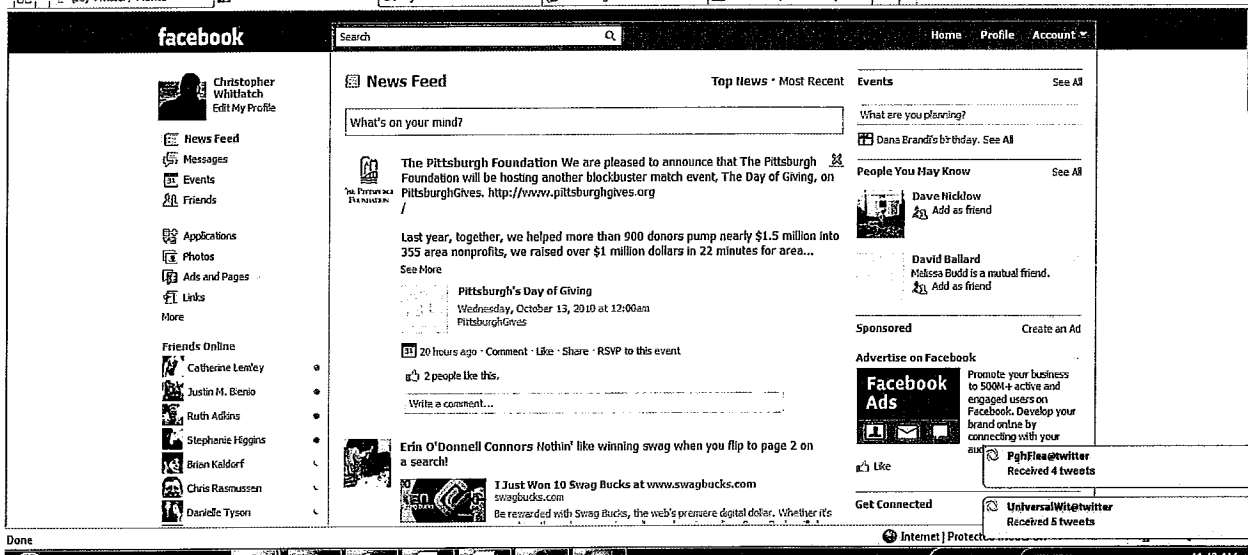 facebook
Search
Home Profile Account
Christopher
Whitlatch
Edit My Profile
News Feed
Messages
31 Events
Friends
Applications
Photos
Ads and Pages
Links
More
Friends Online
Catherine Lemley
Justin M. Bienio
Ruth Adkins
Stephanie Higgins
Brian Kaldorf
Chris Rasmussen
Danielle Tyson
News Feed
Top News · Most Recent
What's on your mind?
THE PITTSBURGH
FOUNDATION
The Pittsburgh Foundation We are pleased to announce that The Pittsburgh
Foundation will be hosting another blockbuster match event, The Day of Giving, on
PittsburghGives. http://www.pittsburghgives.org
/
Last year, together, we helped more than 900 donors pump nearly $1.5 million into
355 area nonprofits, we raised over $1 million dollars in 22 minutes for area...
See More
Pittsburgh's Day of Giving
Wednesday, October 13, 2010 at 12:00am
PittsburghGives
31 20 hours ago · Comment · Like · Share · RSVP to this event
2 people like this.
Write a comment...
Erin O'Donnell Connors Nothin' like winning swag when you flip to page 2 on
a search!
I Just Won 10 Swag Bucks at www.swagbucks.com
swagbucks.com
Be rewarded with Swag Bucks, the web's premiere digital dollar. Whether it's
Events See All
What are you planning?
Dana Brandi's birthday. See All
People You May Know See All
Dave Nicklow
Add as friend
David Ballard
Melissa Budd is a mutual friend.
Add as friend
Sponsored Create an Ad
Advertise on Facebook
Facebook
Ads
Promote your business
to 500M+ active and
engaged users on
Facebook. Develop your
brand online by
connecting with your
Like
Get Connected
PghFlea@twitter
Received 4 tweets
UniversalWit@twitter
Received 5 tweets
Done
Internet | Protected